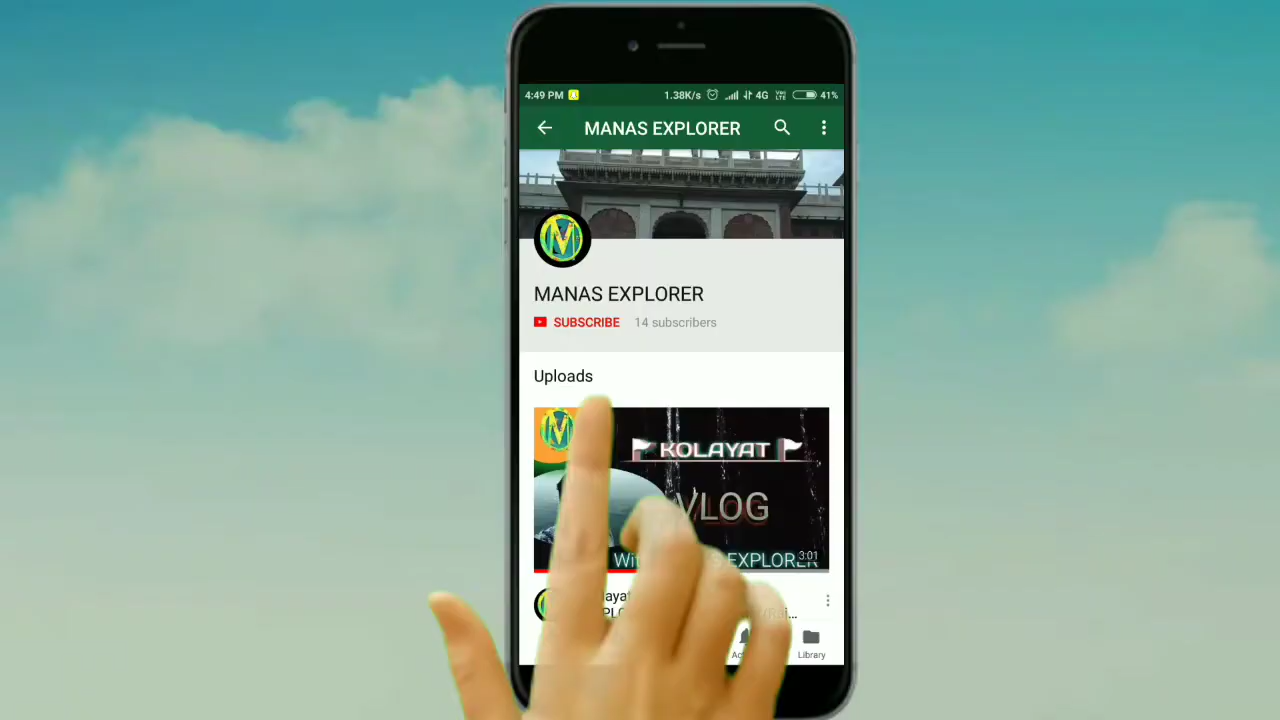 4:49 PM 1.38K/s 4G VoLTE 41%
MANAS EXPLORER
MANAS EXPLORER
SUBSCRIBE 14 subscribers
Uploads
KOLAYAT
VLOG
EXPLORER
3:01
Library